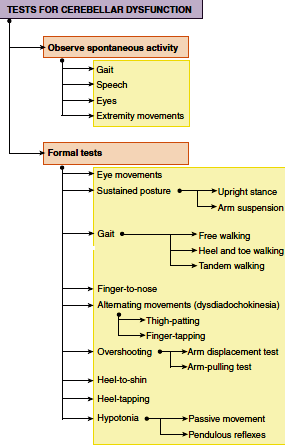 TESTS FOR CEREBELLAR DYSFUNCTION
Observe spontaneous activity
Gait
Speech
Eyes
Extremity movements
Formal tests
Eye movements
Sustained posture
Upright stance
Arm suspension
Gait
Free walking
Heel and toe walking
Tandem walking
Finger-to-nose
Alternating movements (dysdiadochokinesia)
Thigh-patting
Finger-tapping
Overshooting
Arm displacement test
Arm-pulling test
Heel-to-shin
Heel-tapping
Hypotonia
Passive movement
Pendulous reflexes